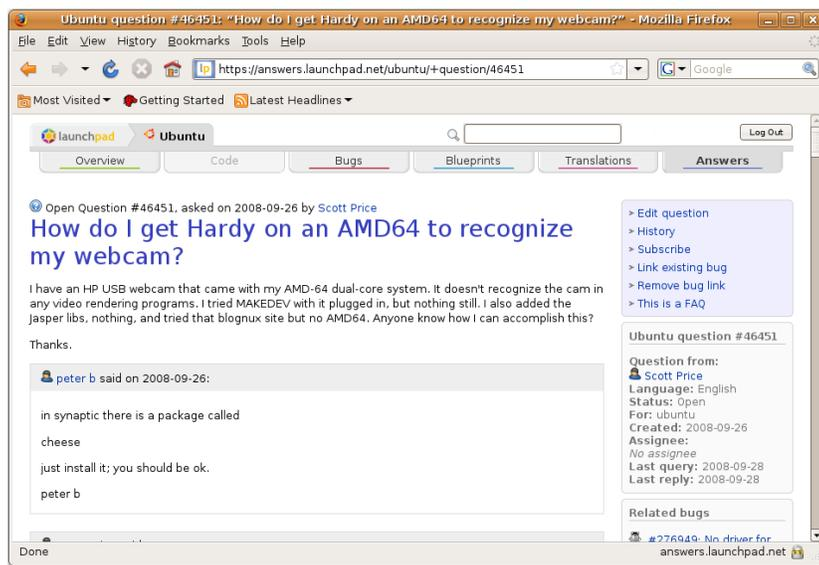 Ubuntu question #46451: “How do I get Hardy on an AMD64 to recognize my webcam?” - Mozilla Firefox
File Edit View History Bookmarks Tools Help
lp https://answers.launchpad.net/ubuntu/+question/46451 G Google
Most Visited Getting Started Latest Headlines
launchpad Ubuntu Log Out
Overview Code Bugs Blueprints Translations Answers
Open Question #46451, asked on 2008-09-26 by Scott Price
How do I get Hardy on an AMD64 to recognize
my webcam?
I have an HP USB webcam that came with my AMD-64 dual-core system. It doesn't recognize the cam in
any video rendering programs. I tried MAKEDEV with it plugged in, but nothing still. I also added the
Jasper libs, nothing, and tried that blognux site but no AMD64. Anyone know how I can accomplish this?
Thanks.
peter b said on 2008-09-26:
in synaptic there is a package called
cheese
just install it; you should be ok.
peter b
Edit question
History
Subscribe
Link existing bug
Remove bug link
This is a FAQ
Ubuntu question #46451
Question from:
Scott Price
Language: English
Status: Open
For: ubuntu
Created: 2008-09-26
Assignee:
No assignee
Last query: 2008-09-28
Last reply: 2008-09-28
Related bugs
#276949: No driver for
Done answers.launchpad.net